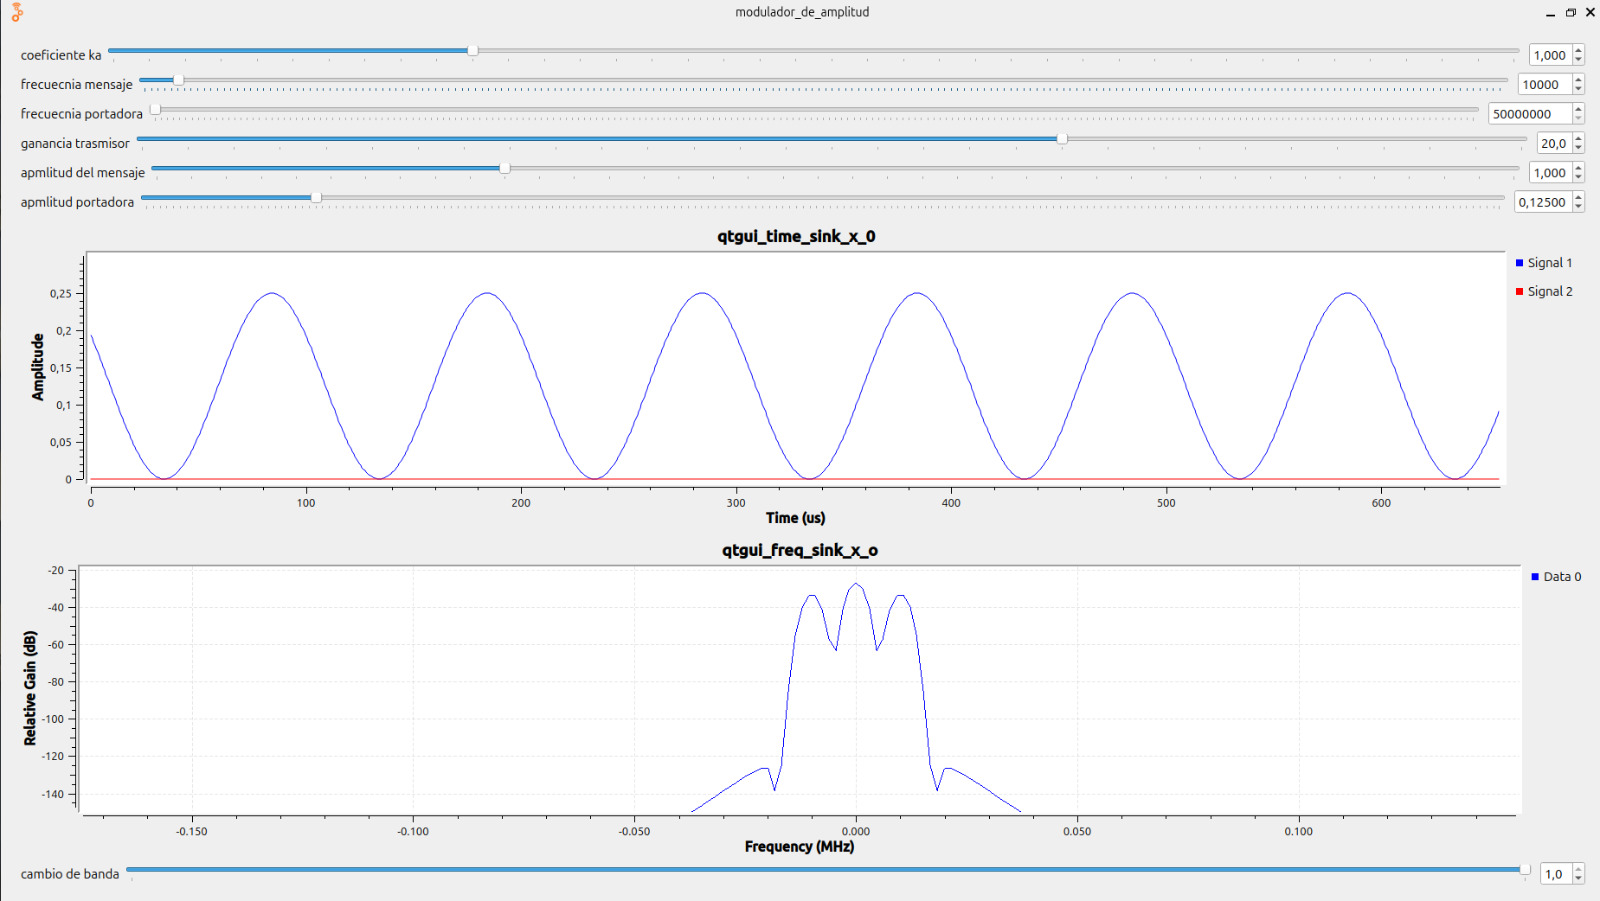 modulador_de_amplitud
coeficiente ka 1,000
frecuecnia mensaje 10000
frecuecnia portadora 50000000
ganancia trasmisor 20,0
apmlitud del mensaje 1,000
apmlitud portadora 0,12500
qtgui_time_sink_x_0
Signal 1
Signal 2
Amplitude
0,25
0,2
0,15
0,1
0,05
0
0 100 200 300 400 500 600
Time (us)
qtgui_freq_sink_x_o
Data 0
Relative Gain (dB)
-20
-40
-60
-80
-100
-120
-140
-0.150 -0.100 -0.050 0.000 0.050 0.100
Frequency (MHz)
cambio de banda 1,0